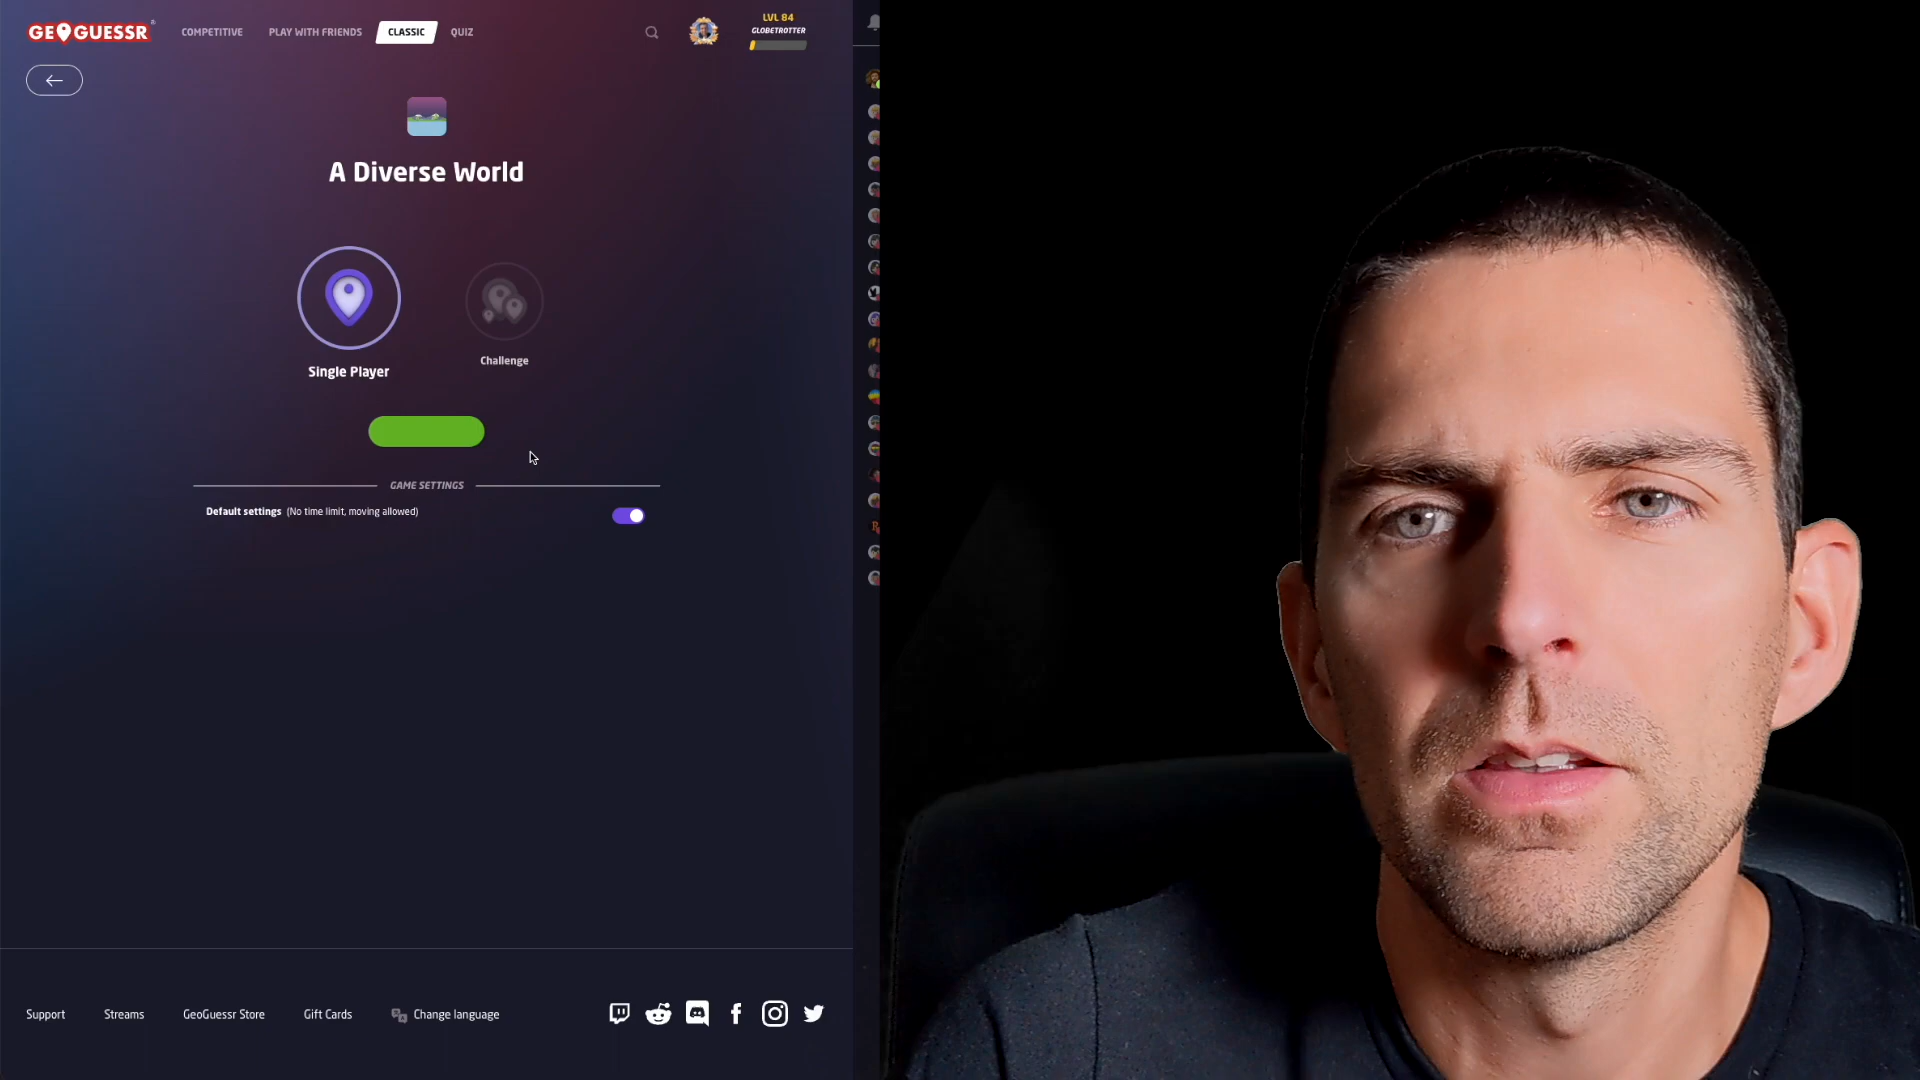 GEOGUESSR
COMPETITIVE
PLAY WITH FRIENDS
CLASSIC
QUIZ
LVL 84
GLOBETROTTER
A Diverse World
Single Player
Challenge
GAME SETTINGS
Default settings (No time limit, moving allowed)
Support
Streams
GeoGuessr Store
Gift Cards
Change language